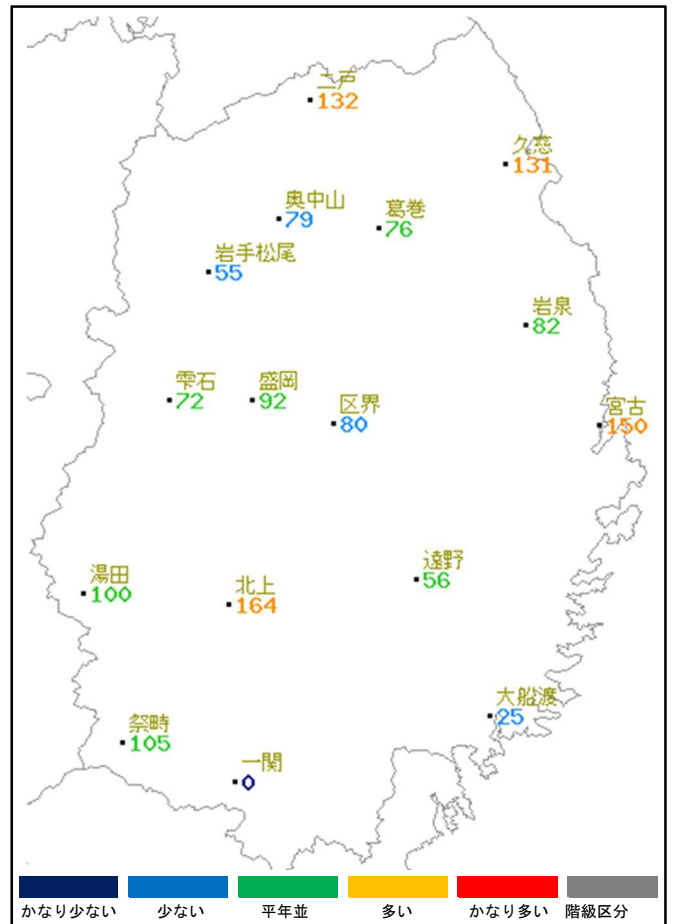 二戸
132
久慈
131
奥中山
79
葛巻
76
岩手松尾
55
岩泉
82
雫石
72
盛岡
92
区界
80
宮古
150
湯田
100
北上
164
遠野
56
大船渡
25
祭畤
105
一関
0
かなり少ない 少ない 平年並 多い かなり多い 階級区分